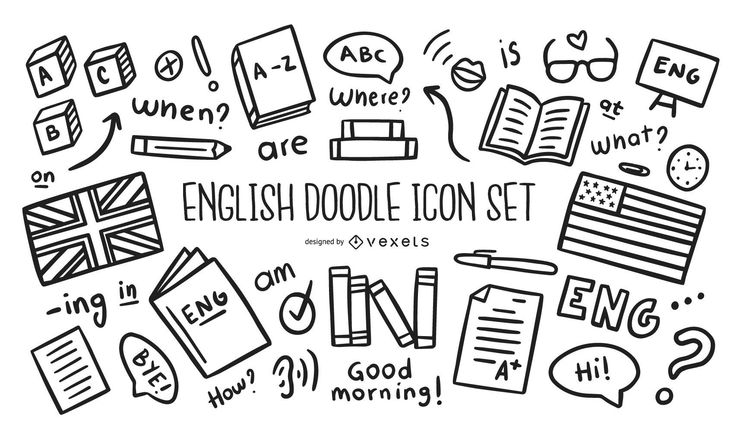 A
C
B
A-Z
ABC
is
ENG
when?
where?
at
are
what?
on
ENGLISH DOODLE ICON SET
designed by vexels
-ing
in
ENG
am
ENG
BYE!
How?
Good
morning!
A+
Hi!